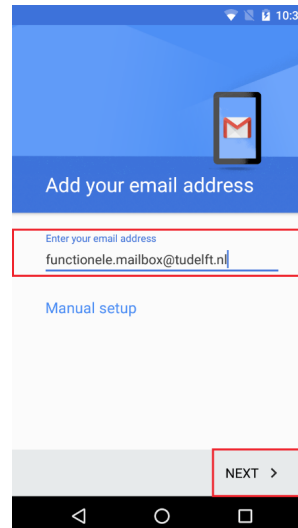 10:3
Add your email address
Enter your email address
functionele.mailbox@tudelft.nl
Manual setup
NEXT >